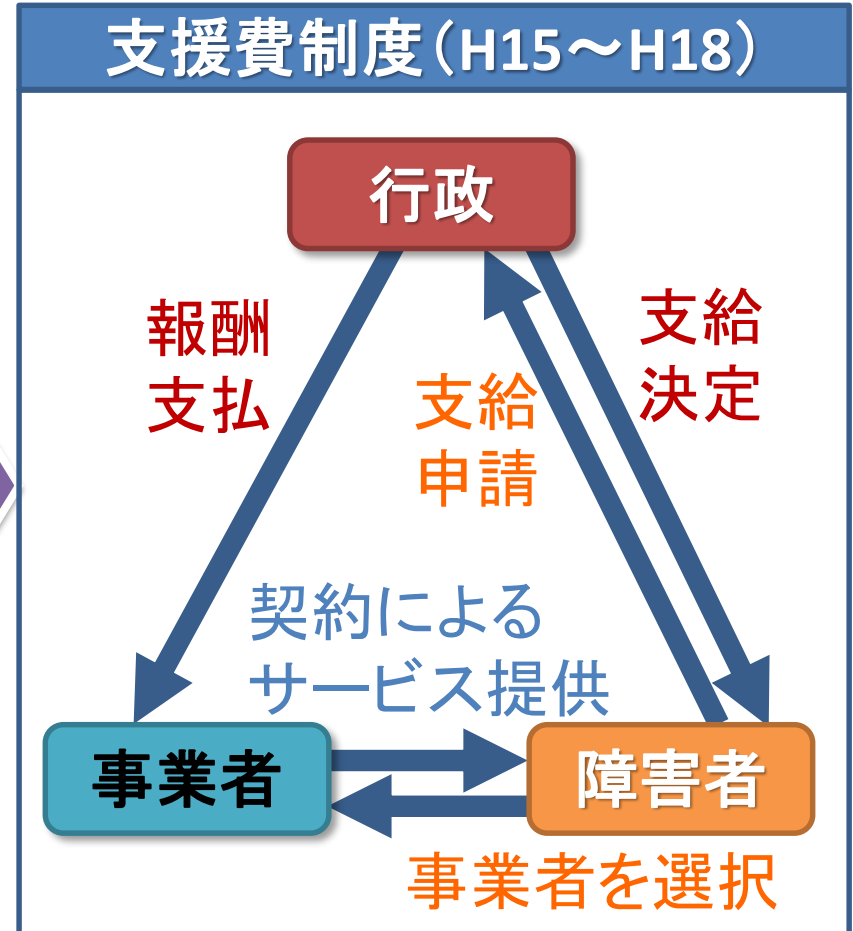 支援費制度（H15～H18）
行政
報酬
支払
支給
申請
支給
決定
契約による
サービス提供
事業者
障害者
事業者を選択